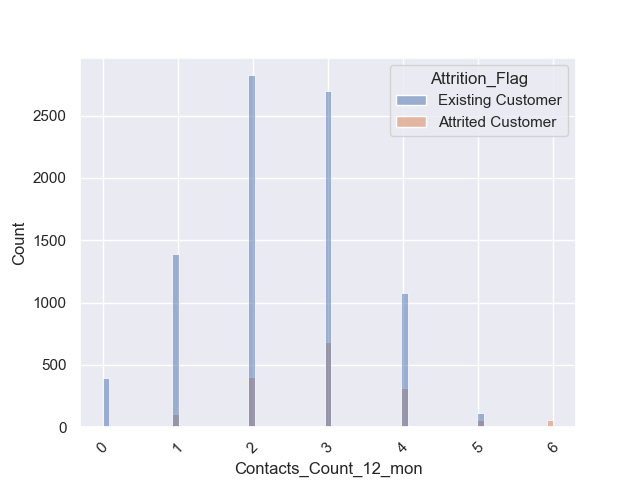 Attrition_Flag
Existing Customer
Attrited Customer
Count
2500
2000
1500
1000
500
0
0 1 2 3 4 5 6
Contacts_Count_12_mon